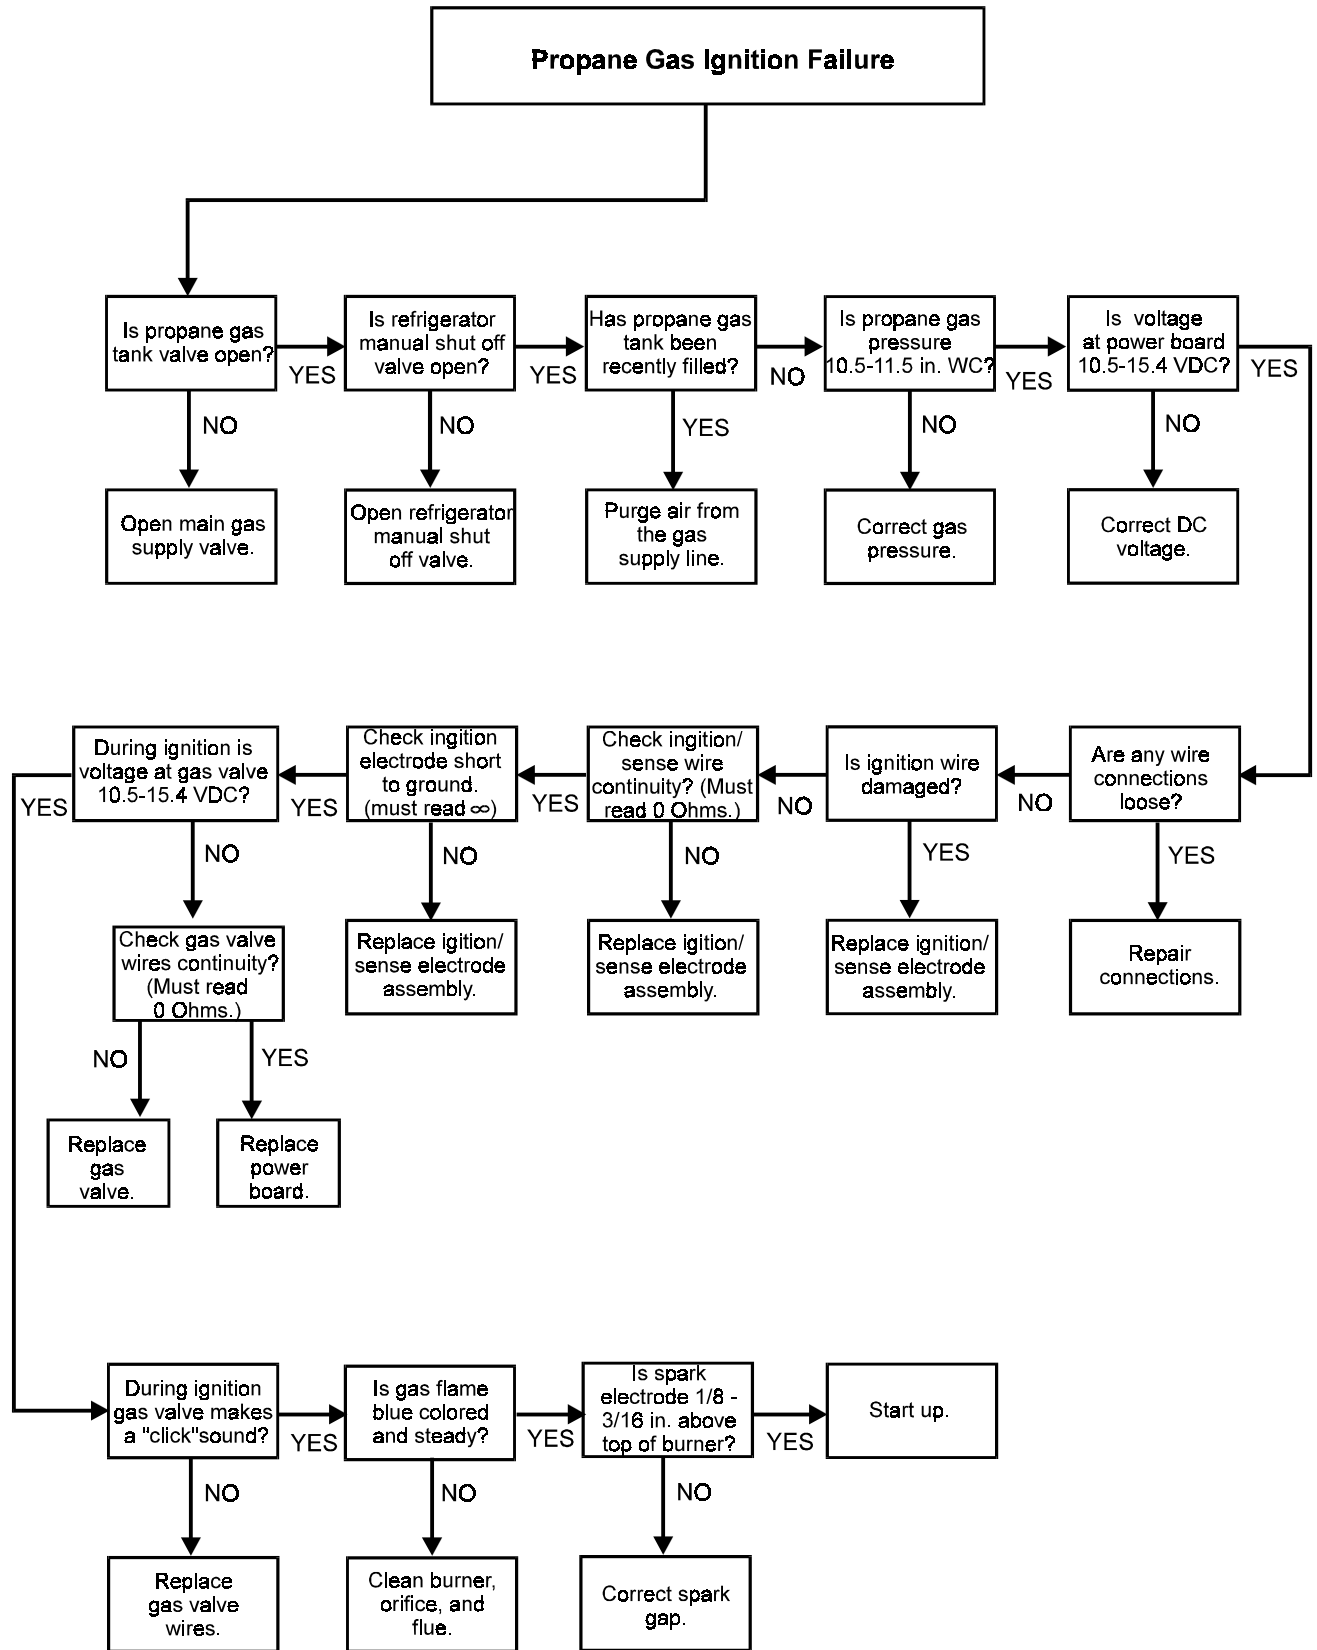 Propane Gas Ignition Failure
Is propane gas
tank valve open?
YES
Is refrigerator
manual shut off
valve open?
YES
Has propane gas
tank been
recently filled?
NO
Is propane gas
pressure
10.5-11.5 in. WC?
YES
Is voltage
at power board
10.5-15.4 VDC?
YES
NO
NO
YES
NO
NO
Open main gas
supply valve.
Open refrigerator
manual shut
off valve.
Purge air from
the gas
supply line.
Correct gas
pressure.
Correct DC
voltage.
During ignition is
voltage at gas valve
10.5-15.4 VDC?
YES
Check ingition
electrode short
to ground.
(must read ∞)
YES
Check ingition/
sense wire
continuity? (Must
read 0 Ohms.)
YES
Is ignition wire
damaged?
NO
Are any wire
connections
loose?
NO
NO
NO
NO
YES
YES
Check gas valve
wires continuity?
(Must read
0 Ohms.)
Replace igition/
sense electrode
assembly.
Replace igition/
sense electrode
assembly.
Replace ignition/
sense electrode
assembly.
Repair
connections.
NO
YES
Replace
gas
valve.
Replace
power
board.
During ignition
gas valve makes
a "click"sound?
YES
Is gas flame
blue colored
and steady?
YES
Is spark
electrode 1/8 -
3/16 in. above
top of burner?
YES
Start up.
NO
NO
NO
Replace
gas valve
wires.
Clean burner,
orifice, and
flue.
Correct spark
gap.